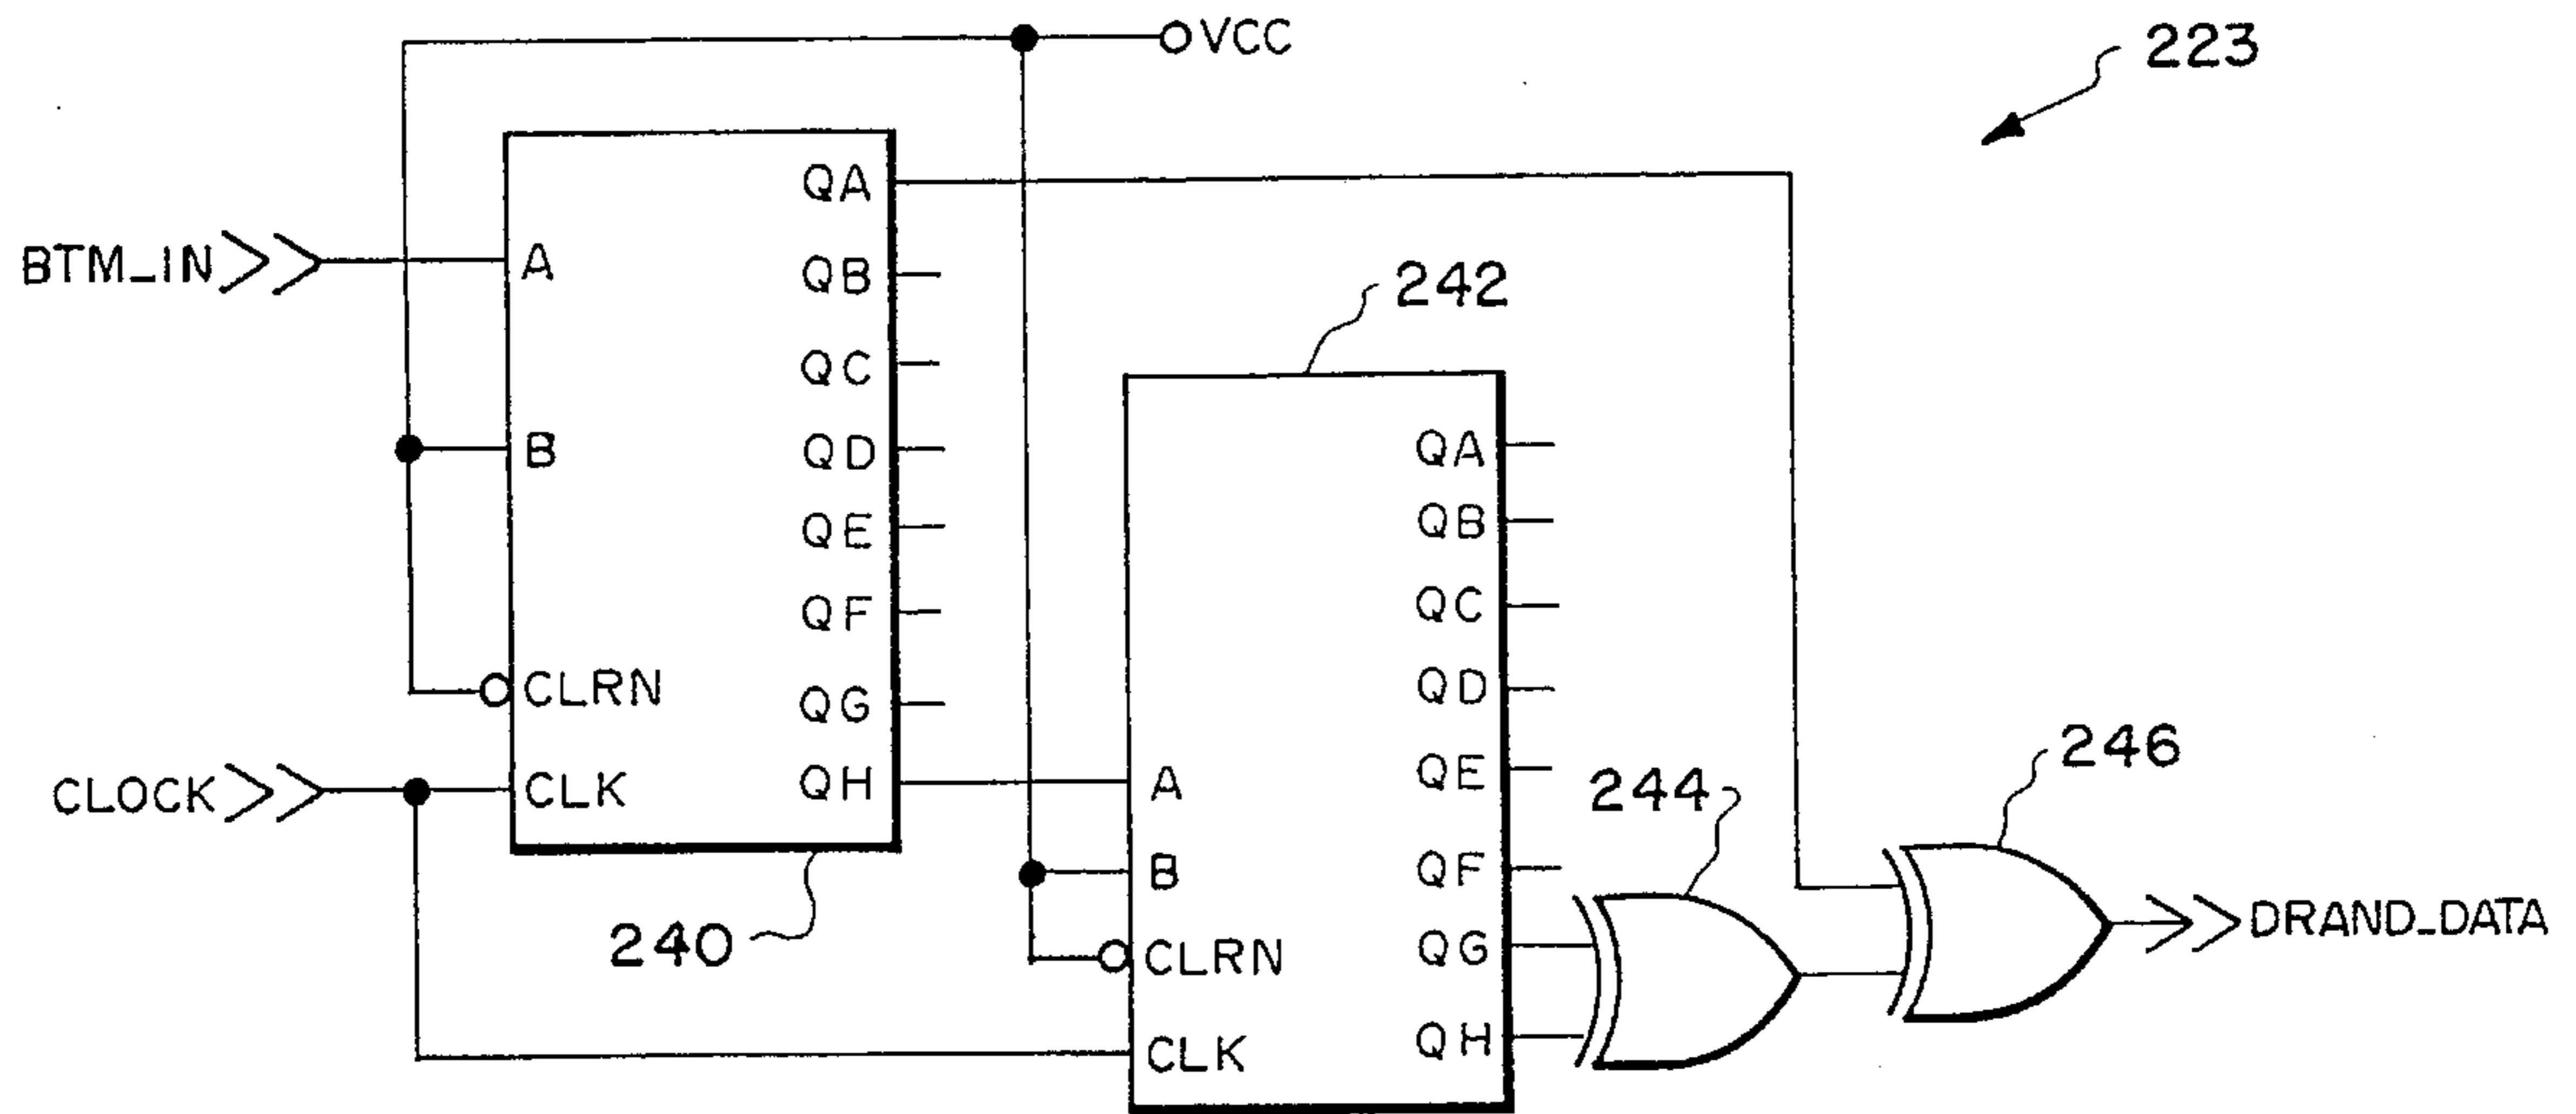 VCC
223
BTM_IN
A
B
CLRN
CLK
QA
QB
QC
QD
QE
QF
QG
QH
240
CLOCK
242
A
B
CLRN
CLK
QA
QB
QC
QD
QE
QF
QG
QH
244
246
DRAND_DATA